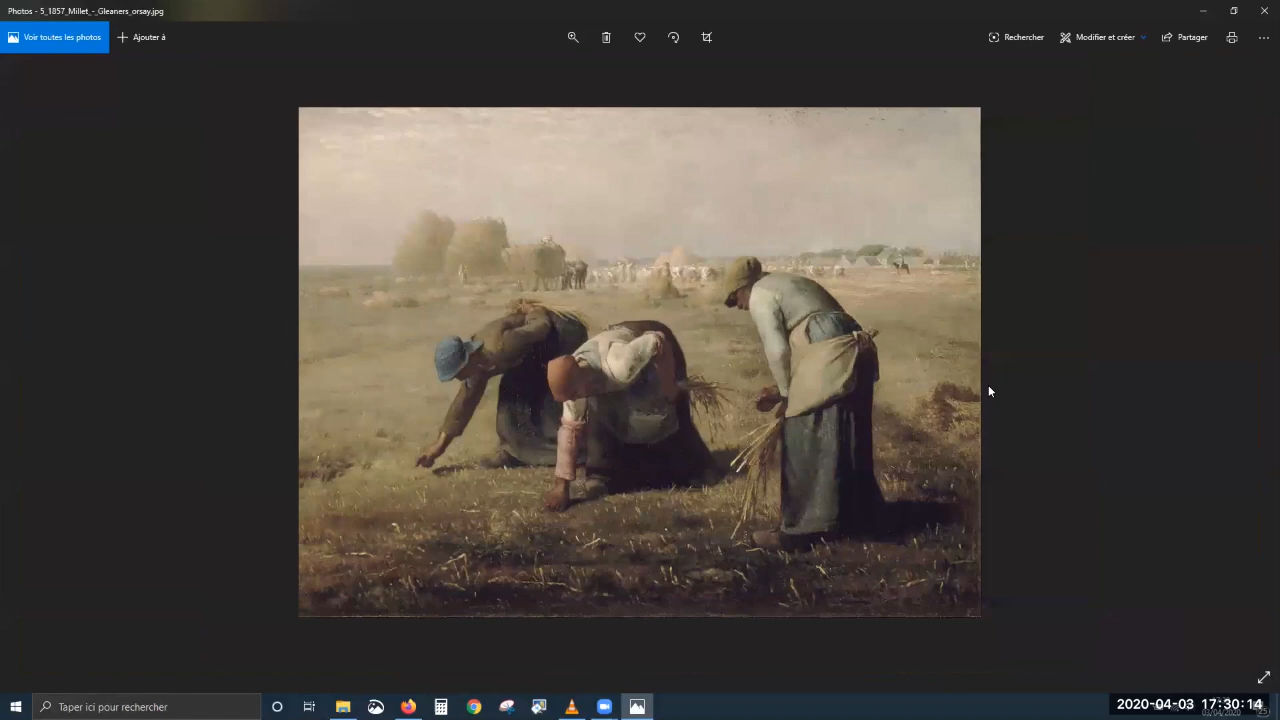 Photos - 5_1857_Millet_-_Gleaners_orsay.jpg
Voir toutes les photos
Ajouter à
Rechercher
Modifier et créer
Partager
Taper ici pour rechercher
2020-04-03 17:30:14